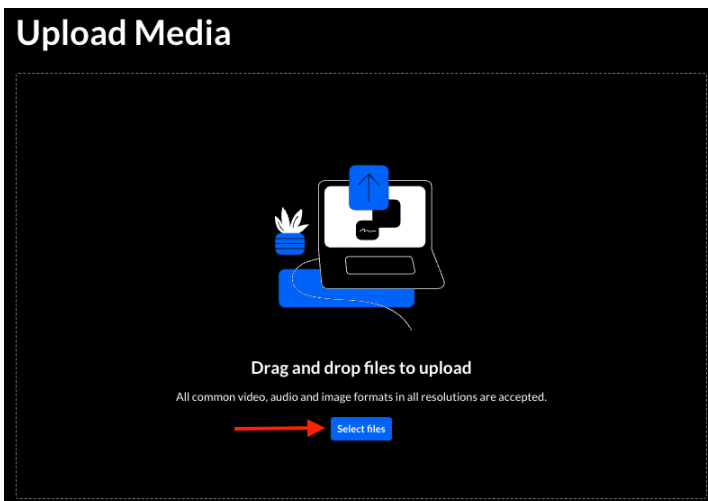 Upload Media
Drag and drop files to upload
All common video, audio and image formats in all resolutions are accepted.
Select files